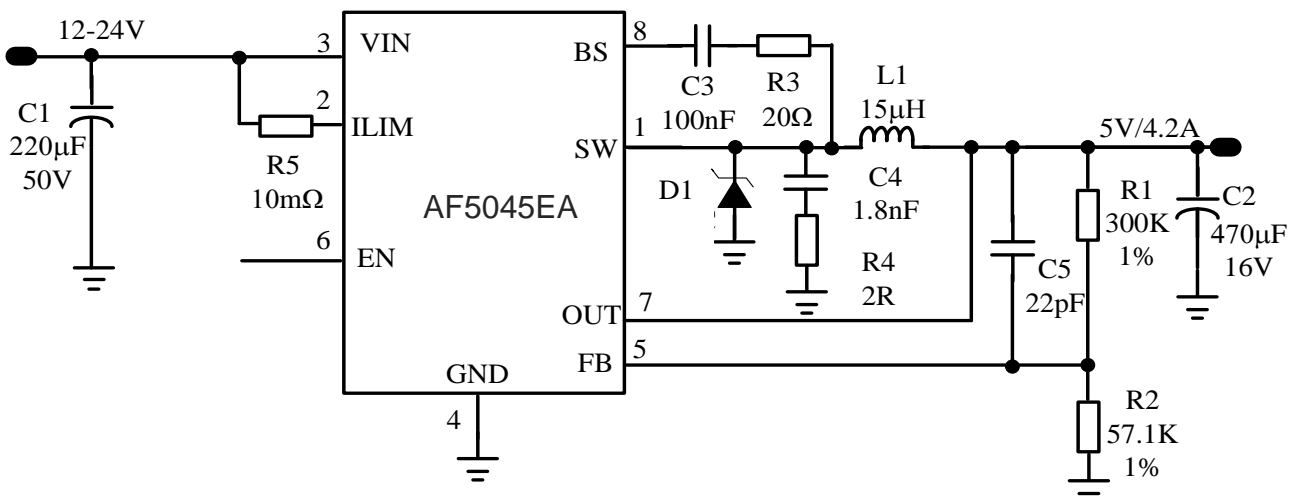 12-24V
C1
220μF
50V
3
VIN
2
ILIM
R5
10mΩ
6
EN
AF5045EA
GND
4
BS
8
C3
100nF
R3
20Ω
SW
1
L1
15μH
D1
C4
1.8nF
R4
2R
OUT
7
FB
5
5V/4.2A
C5
22pF
R1
300K
1%
C2
470μF
16V
R2
57.1K
1%